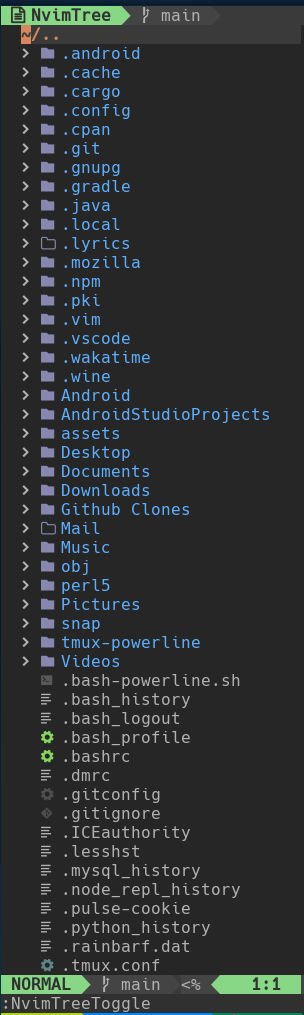 NvimTree main
~/..
.android
.cache
.cargo
.config
.cpan
.git
.gnupg
.gradle
.java
.local
.lyrics
.mozilla
.npm
.pki
.vim
.vscode
.wakatime
.wine
Android
AndroidStudioProjects
assets
Desktop
Documents
Downloads
Github Clones
Mail
Music
obj
perl5
Pictures
snap
tmux-powerline
Videos
.bash-powerline.sh
.bash_history
.bash_logout
.bash_profile
.bashrc
.dmrc
.gitconfig
.gitignore
.ICEauthority
.lesshst
.mysql_history
.node_repl_history
.pulse-cookie
.python_history
.rainbarf.dat
.tmux.conf
NORMAL main <% 1:1
:NvimTreeToggle